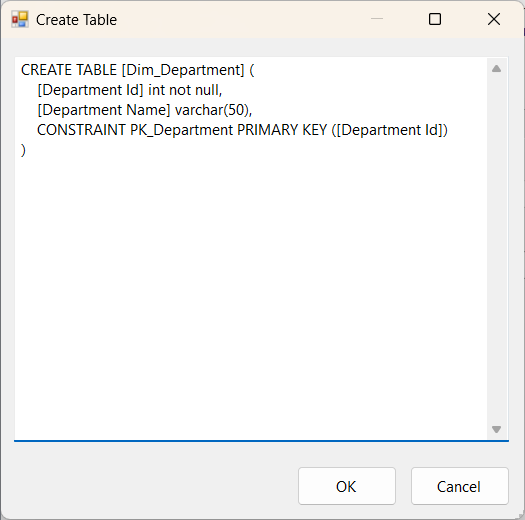 Create Table
CREATE TABLE [Dim_Department] (
    [Department Id] int not null,
    [Department Name] varchar(50),
    CONSTRAINT PK_Department PRIMARY KEY ([Department Id])
)
OK
Cancel